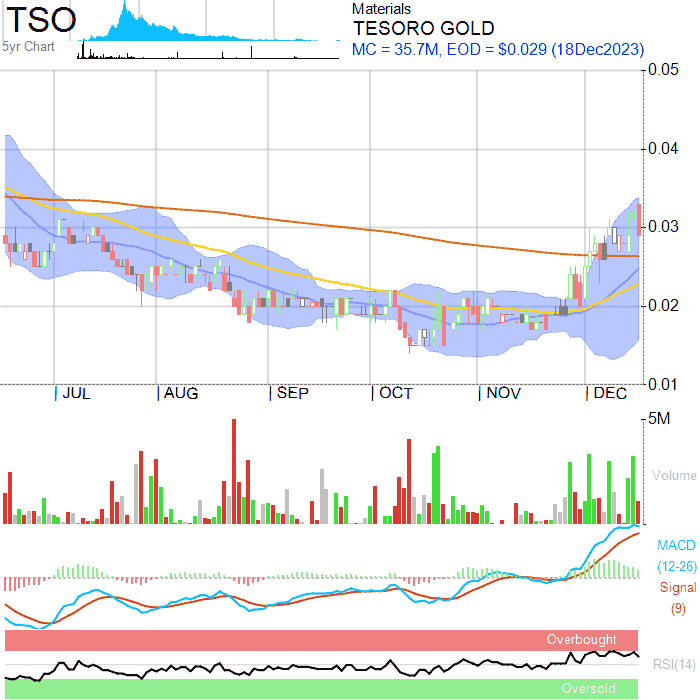 TSO
5yr Chart
Materials
TESORO GOLD
MC = 35.7M, EOD = $0.029 (18Dec2023)
0.05
0.04
0.03
0.02
0.01
JUL AUG SEP OCT NOV DEC
5M
Volume
MACD
(12-26)
Signal
(9)
Overbought
RSI(14)
Oversold